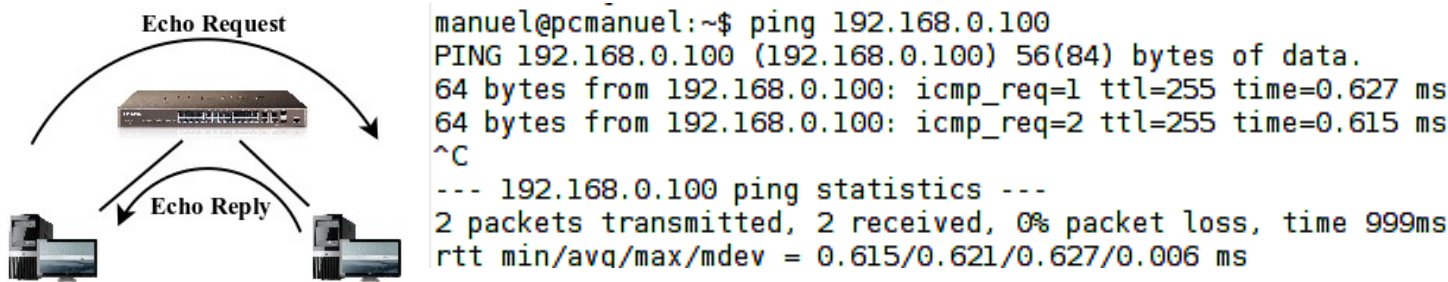 Echo Request
Echo Reply
manuel@pcmanuel:~$ ping 192.168.0.100
PING 192.168.0.100 (192.168.0.100) 56(84) bytes of data.
64 bytes from 192.168.0.100: icmp_req=1 ttl=255 time=0.627 ms
64 bytes from 192.168.0.100: icmp_req=2 ttl=255 time=0.615 ms
^C
--- 192.168.0.100 ping statistics ---
2 packets transmitted, 2 received, 0% packet loss, time 999ms
rtt min/avg/max/mdev = 0.615/0.621/0.627/0.006 ms